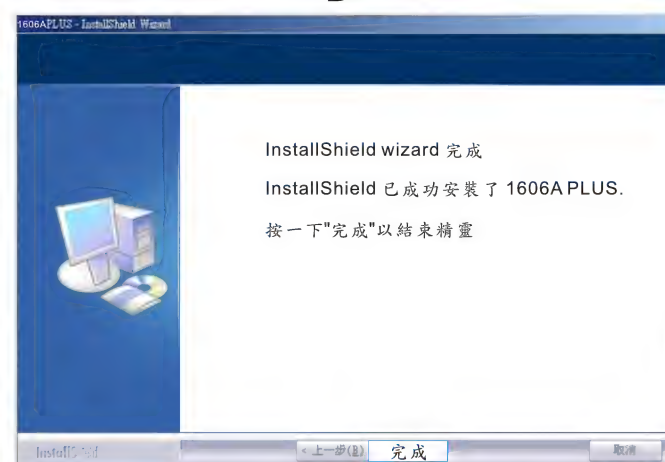 1606APLUS - InstallShield Wizard
InstallShield wizard 完成
InstallShield 已成功安裝了 1606A PLUS.
按一下"完成"以結束精靈
InstallShield
< 上一步(B)
完成
取消